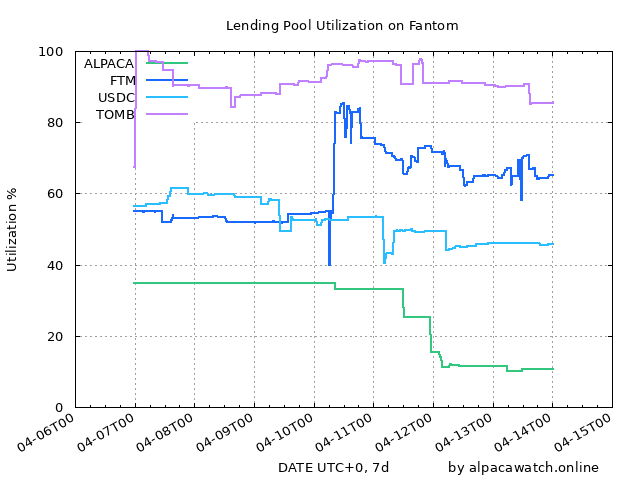 Lending Pool Utilization on Fantom
ALPACA
FTM
USDC
TOMB
100
80
60
40
20
0
Utilization %
04-06T00
04-07T00
04-08T00
04-09T00
04-10T00
04-11T00
04-12T00
04-13T00
04-14T00
04-15T00
DATE UTC+0, 7d
by alpacawatch.online